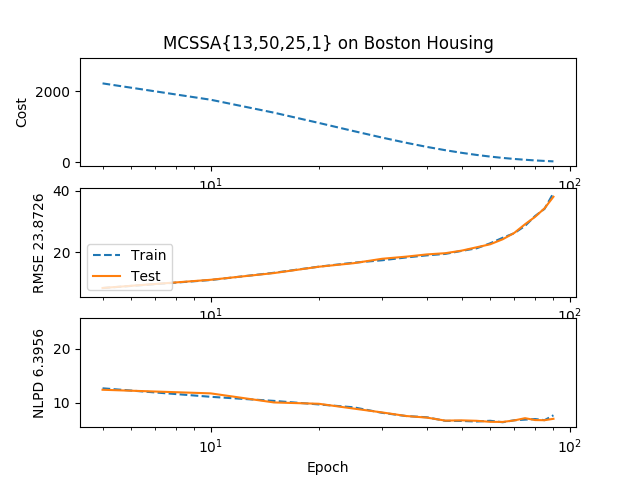 MCSSA{13,50,25,1} on Boston Housing
Cost
2000
0
10¹
10²
RMSE 23.8726
40
20
Train
Test
10¹
10²
NLPD 6.3956
20
10
10¹
10²
Epoch